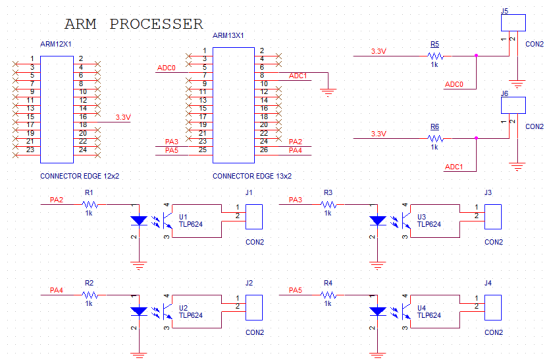 ARM PROCESSER
ARM12X1
1 2
3 4
5 6
7 8
9 10
11 12
13 14
15 16
17 18
19 20
21 22
23 24
3.3V
CONNECTOR EDGE 12x2
ARM13X1
1 2
3 4
5 6
7 8
9 10
11 12
13 14
15 16
17 18
19 20
21 22
23 24
25 26
ADC0
ADC1
PA3
PA5
PA2
PA4
CONNECTOR EDGE 13x2
J5
3.3V
R5
1k
1
2
CON2
ADC0
J6
3.3V
R6
1k
1
2
CON2
ADC1
PA2
R1
1k
1
2
4
3
U1
TLP624
J1
1
2
CON2
PA3
R3
1k
1
2
4
3
U3
TLP624
J3
1
2
CON2
PA4
R2
1k
1
2
4
3
U2
TLP624
J2
1
2
CON2
PA5
R4
1k
1
2
4
3
U4
TLP624
J4
1
2
CON2